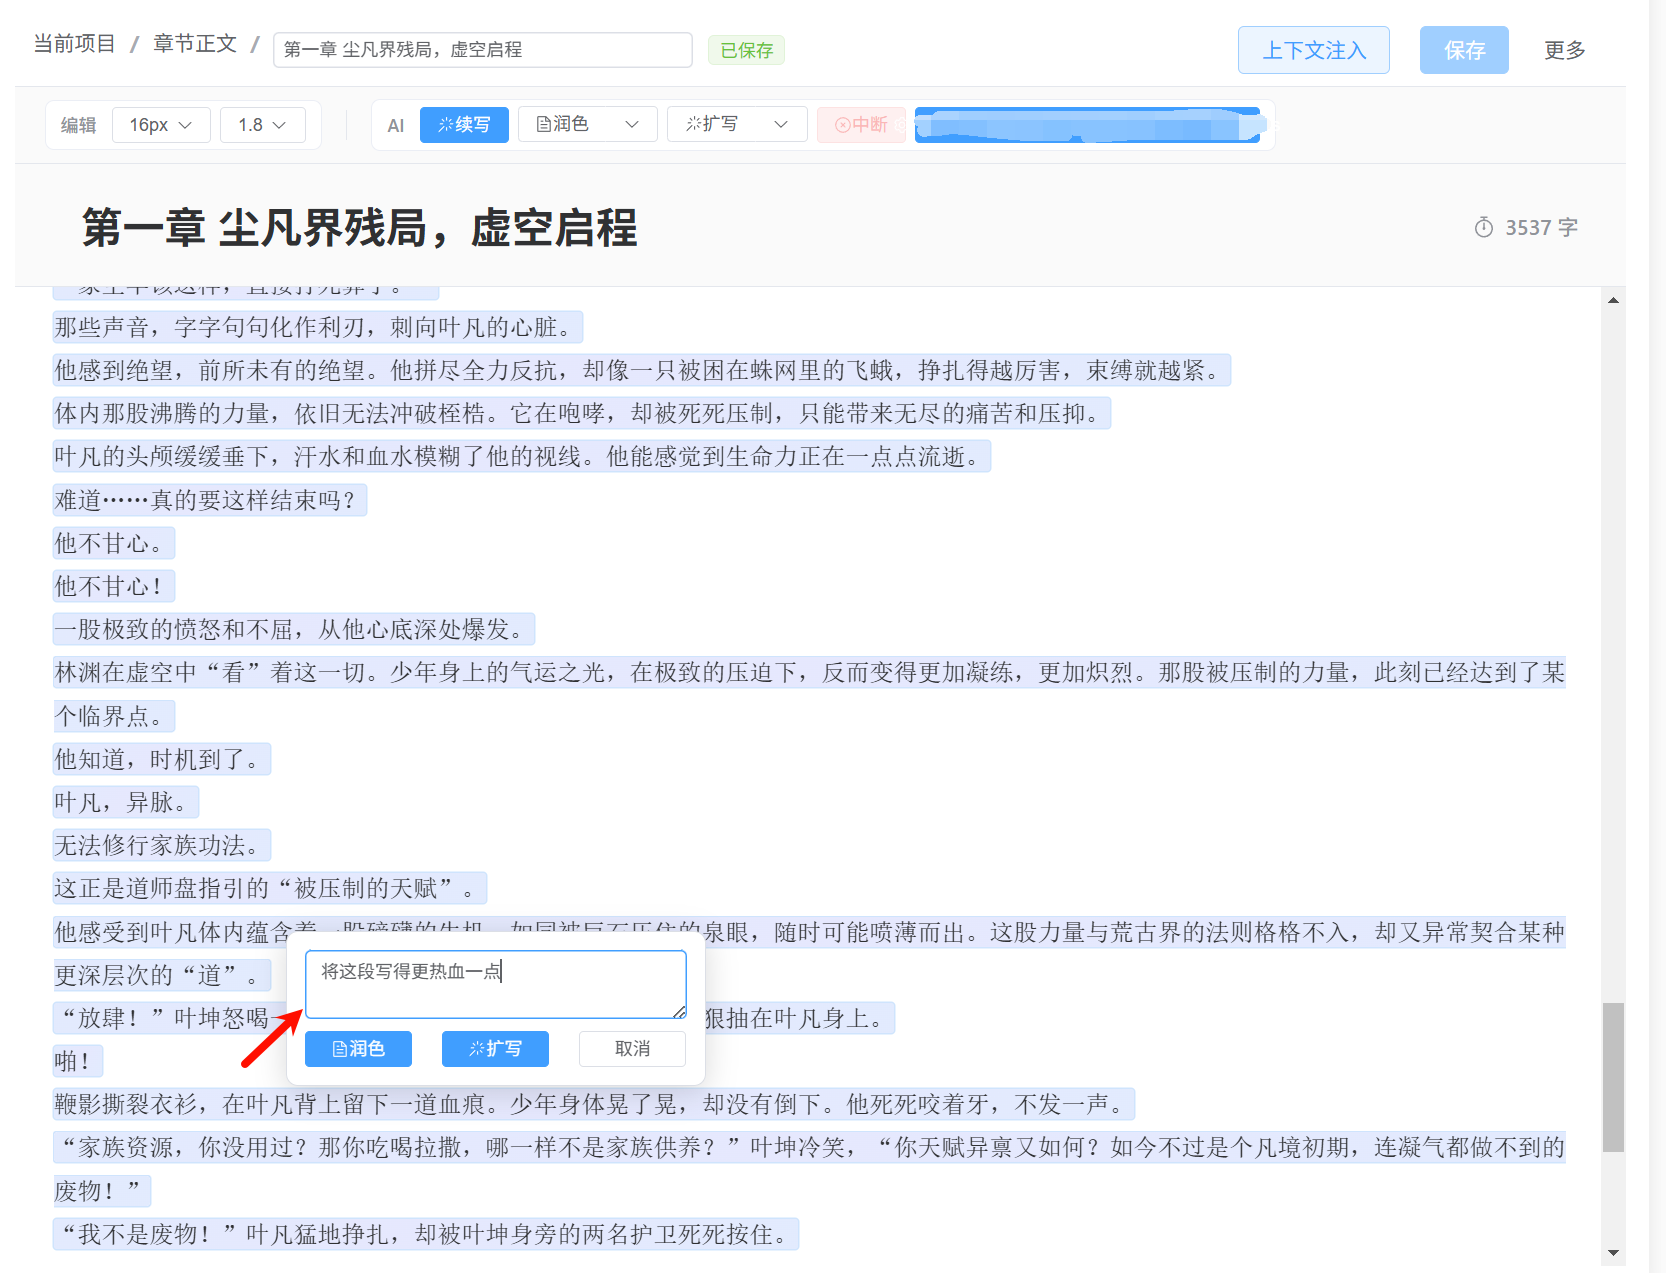 当前项目 / 章节正文 / 第一章 尘凡界残局，虚空启程 已保存 上下文注入 保存 更多
编辑 16px 1.8 AI 续写 润色 扩写 中断
第一章 尘凡界残局，虚空启程 3537 字
那些声音，字字句句化作利刃，刺向叶凡的心脏。
他感到绝望，前所未有的绝望。他拼尽全力反抗，却像一只被困在蛛网里的飞蛾，挣扎得越厉害，束缚就越紧。
体内那股沸腾的力量，依旧无法冲破桎梏。它在咆哮，却被死死压制，只能带来无尽的痛苦和压抑。
叶凡的头颅缓缓垂下，汗水和血水模糊了他的视线。他能感觉到生命力正在一点点流逝。
难道……真的要这样结束吗？
他不甘心。
他不甘心！
一股极致的愤怒和不屈，从他心底深处爆发。
林渊在虚空中“看”着这一切。少年身上的气运之光，在极致的压迫下，反而变得更加凝练，更加炽烈。那股被压制的力量，此刻已经达到了某
个临界点。
他知道，时机到了。
叶凡，异脉。
无法修行家族功法。
这正是道师盘指引的“被压制的天赋”。
他感受到叶凡体内蕴含 泉眼，随时可能喷薄而出。这股力量与荒古界的法则格格不入，却又异常契合某种
更深层次的“道”。
将这段写得更热血一点
“放肆！”叶坤怒喝 狠抽在叶凡身上。
润色 扩写 取消
啪！
鞭影撕裂衣衫，在叶凡背上留下一道血痕。少年身体晃了晃，却没有倒下。他死死咬着牙，不发一声。
“家族资源，你没用过？那你吃喝拉撒，哪一样不是家族供养？”叶坤冷笑，“你天赋异禀又如何？如今不过是个凡境初期，连凝气都做不到的
废物！”
“我不是废物！”叶凡猛地挣扎，却被叶坤身旁的两名护卫死死按住。